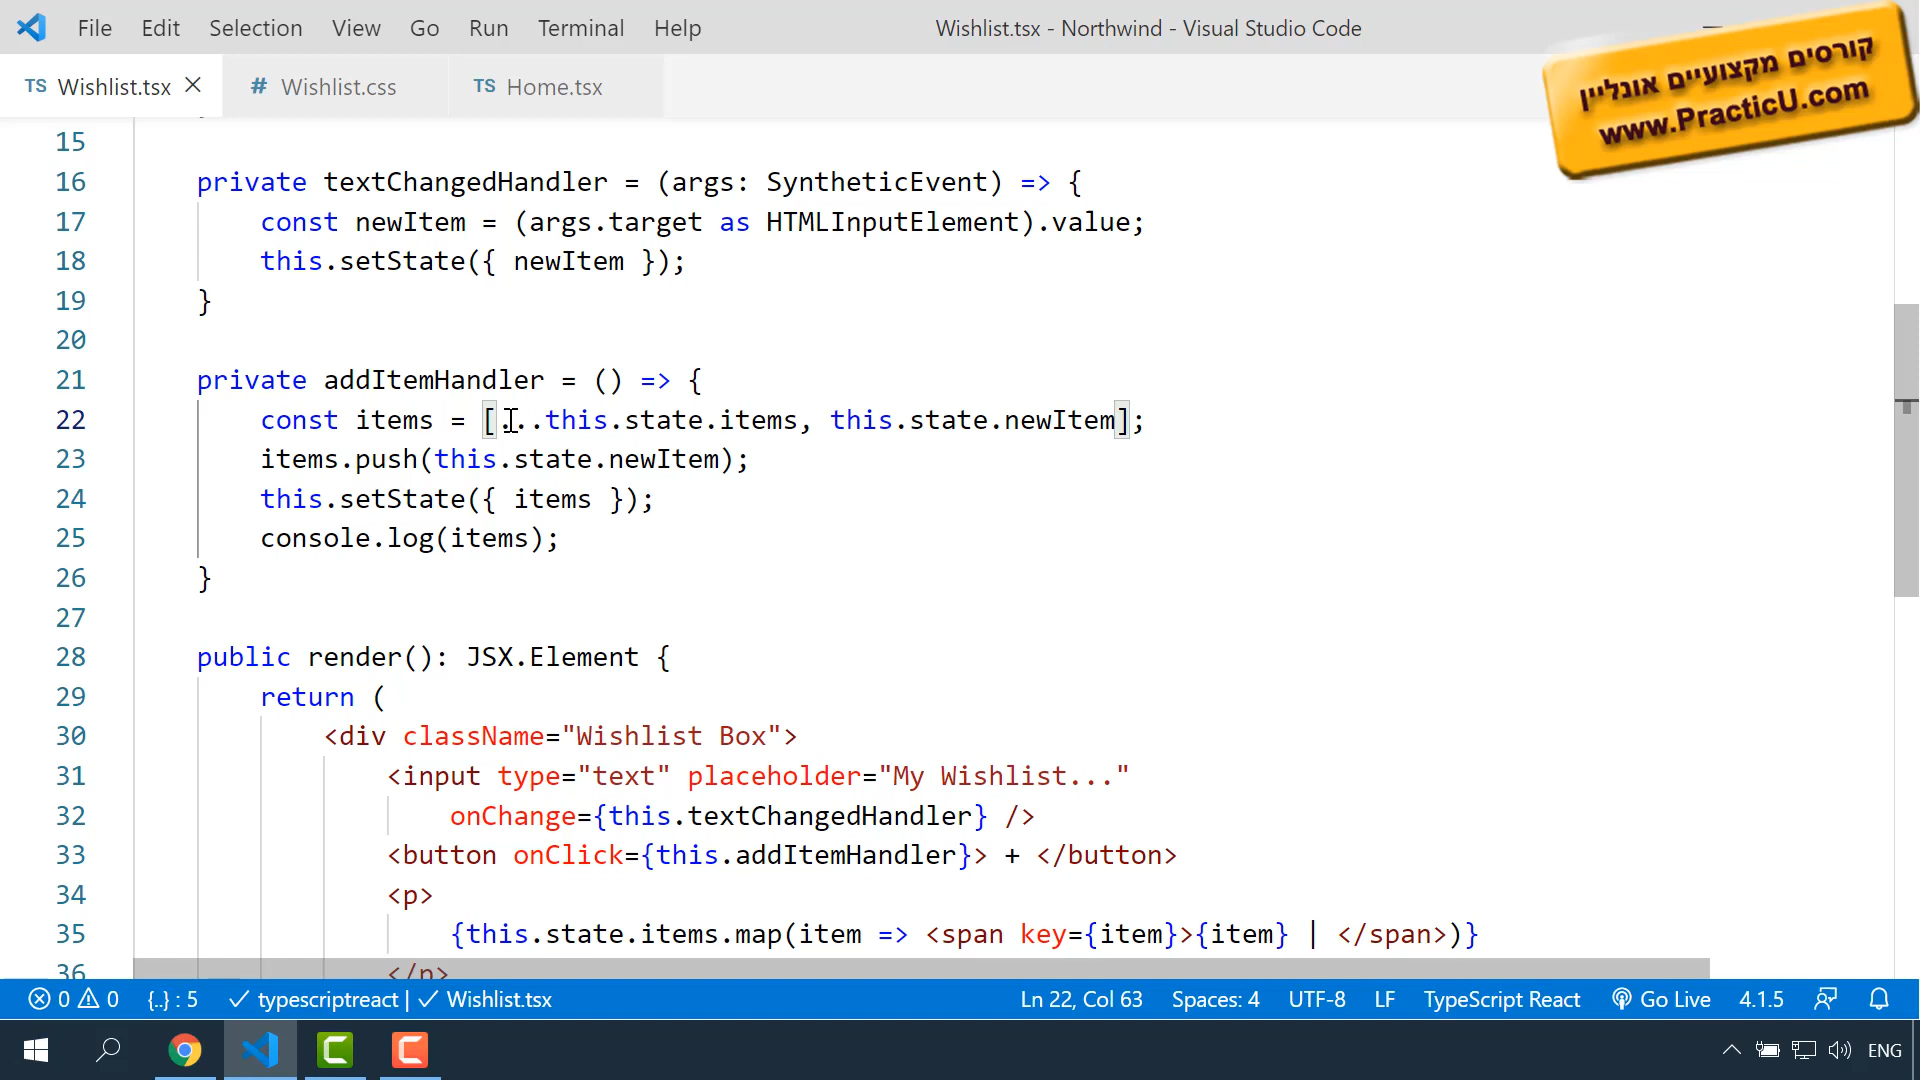 File Edit Selection View Go Run Terminal Help
Wishlist.tsx - Northwind - Visual Studio Code
קורסים מקצועיים אונליין
www.PracticU.com
TS Wishlist.tsx
# Wishlist.css
TS Home.tsx
15
16 private textChangedHandler = (args: SyntheticEvent) => {
17 const newItem = (args.target as HTMLInputElement).value;
18 this.setState({ newItem });
19 }
20
21 private addItemHandler = () => {
22 const items = [...this.state.items, this.state.newItem];
23 items.push(this.state.newItem);
24 this.setState({ items });
25 console.log(items);
26 }
27
28 public render(): JSX.Element {
29 return (
30 <div className="Wishlist Box">
31 <input type="text" placeholder="My Wishlist..."
32 onChange={this.textChangedHandler} />
33 <button onClick={this.addItemHandler}> + </button>
34 <p>
35 {this.state.items.map(item => <span key={item}>{item} | </span>)}
36 </p>
0 0 {..} : 5 typescriptreact | Wishlist.tsx Ln 22, Col 63 Spaces: 4 UTF-8 LF TypeScript React Go Live 4.1.5
ENG